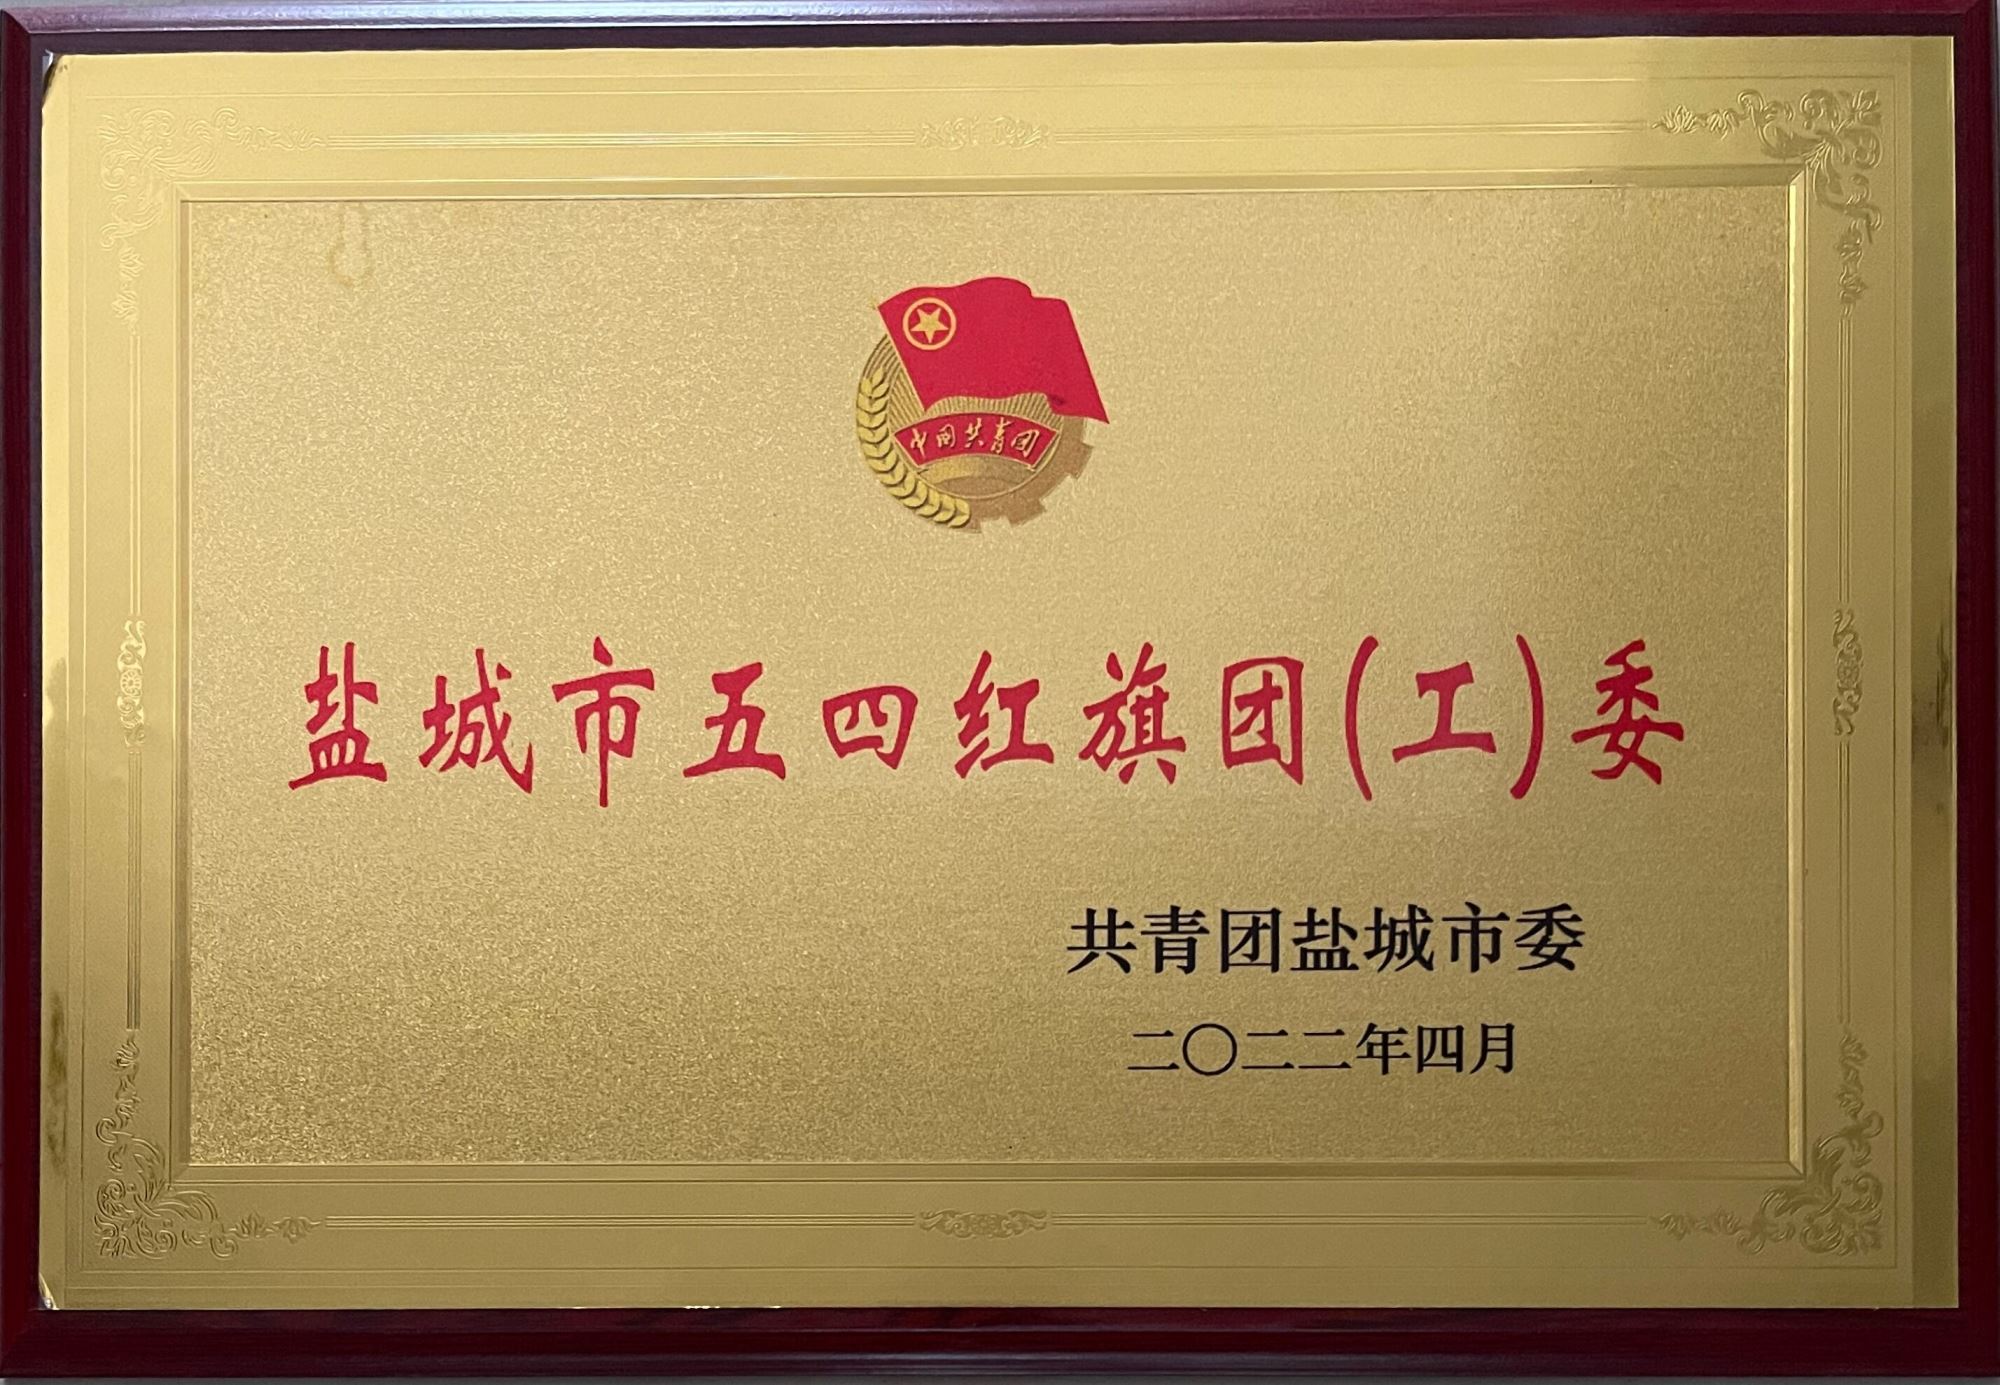 中国共青团
盐城市五四红旗团(工)委
共青团盐城市委
二〇二二年四月